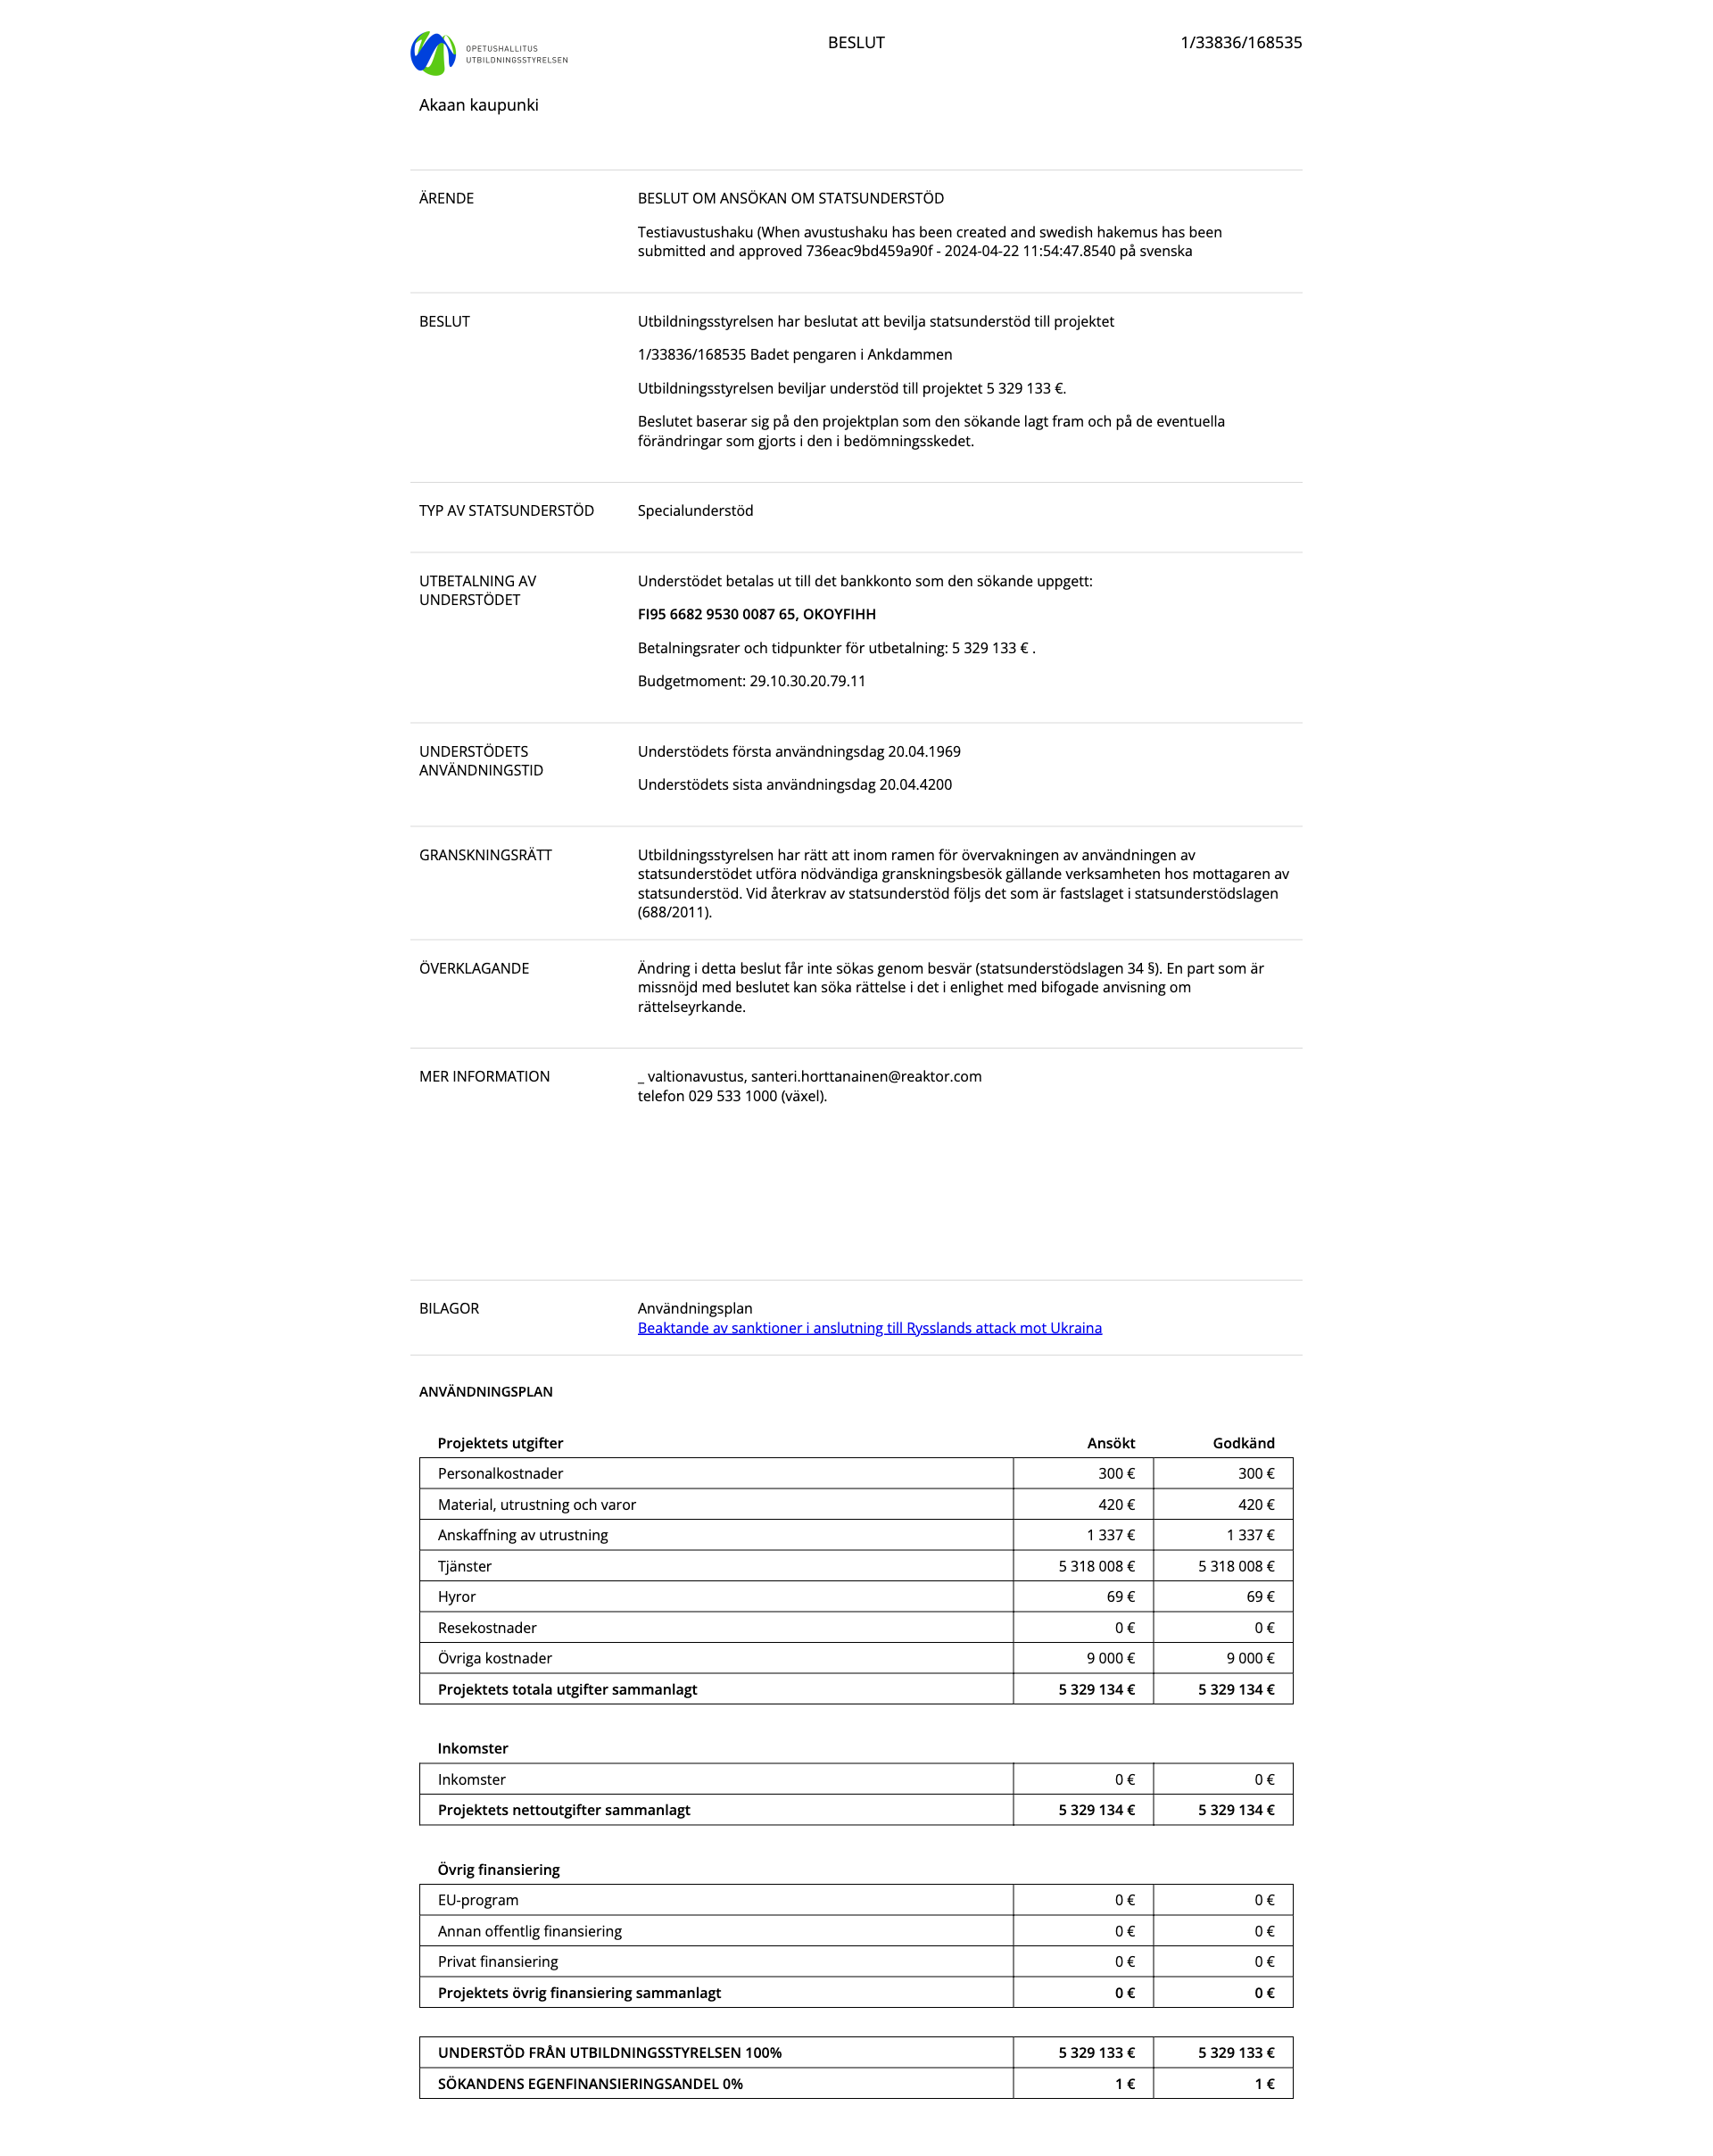 OPETUSHALLITUS
UTBILDNINGSSTYRELSEN
BESLUT
1/33836/168535
Akaan kaupunki
ÄRENDE
BESLUT OM ANSÖKAN OM STATSUNDERSTÖD
Testiavustushaku (When avustushaku has been created and swedish hakemus has been
submitted and approved 736eac9bd459a90f - 2024-04-22 11:54:47.8540 på svenska
BESLUT
Utbildningsstyrelsen har beslutat att bevilja statsunderstöd till projektet
1/33836/168535 Badet pengaren i Ankdammen
Utbildningsstyrelsen beviljar understöd till projektet 5 329 133 €.
Beslutet baserar sig på den projektplan som den sökande lagt fram och på de eventuella
förändringar som gjorts i den i bedömningsskedet.
TYP AV STATSUNDERSTÖD
Specialunderstöd
UTBETALNING AV
UNDERSTÖDET
Understödet betalas ut till det bankkonto som den sökande uppgett:
FI95 6682 9530 0087 65, OKOYFIHH
Betalningsrater och tidpunkter för utbetalning: 5 329 133 € .
Budgetmoment: 29.10.30.20.79.11
UNDERSTÖDETS
ANVÄNDNINGSTID
Understödets första användningsdag 20.04.1969
Understödets sista användningsdag 20.04.4200
GRANSKNINGSRÄTT
Utbildningsstyrelsen har rätt att inom ramen för övervakningen av användningen av
statsunderstödet utföra nödvändiga granskningsbesök gällande verksamheten hos mottagaren av
statsunderstöd. Vid återkrav av statsunderstöd följs det som är fastslaget i statsunderstödslagen
(688/2011).
ÖVERKLAGANDE
Ändring i detta beslut får inte sökas genom besvär (statsunderstödslagen 34 §). En part som är
missnöjd med beslutet kan söka rättelse i det i enlighet med bifogade anvisning om
rättelseyrkande.
MER INFORMATION
_ valtionavustus, santeri.horttanainen@reaktor.com
telefon 029 533 1000 (växel).
BILAGOR
Användningsplan
Beaktande av sanktioner i anslutning till Rysslands attack mot Ukraina
ANVÄNDNINGSPLAN
Projektets utgifter Ansökt Godkänd
Personalkostnader 300 € 300 €
Material, utrustning och varor 420 € 420 €
Anskaffning av utrustning 1 337 € 1 337 €
Tjänster 5 318 008 € 5 318 008 €
Hyror 69 € 69 €
Resekostnader 0 € 0 €
Övriga kostnader 9 000 € 9 000 €
Projektets totala utgifter sammanlagt 5 329 134 € 5 329 134 €
Inkomster
Inkomster 0 € 0 €
Projektets nettoutgifter sammanlagt 5 329 134 € 5 329 134 €
Övrig finansiering
EU-program 0 € 0 €
Annan offentlig finansiering 0 € 0 €
Privat finansiering 0 € 0 €
Projektets övrig finansiering sammanlagt 0 € 0 €
UNDERSTÖD FRÅN UTBILDNINGSSTYRELSEN 100% 5 329 133 € 5 329 133 €
SÖKANDENS EGENFINANSIERINGSANDEL 0% 1 € 1 €